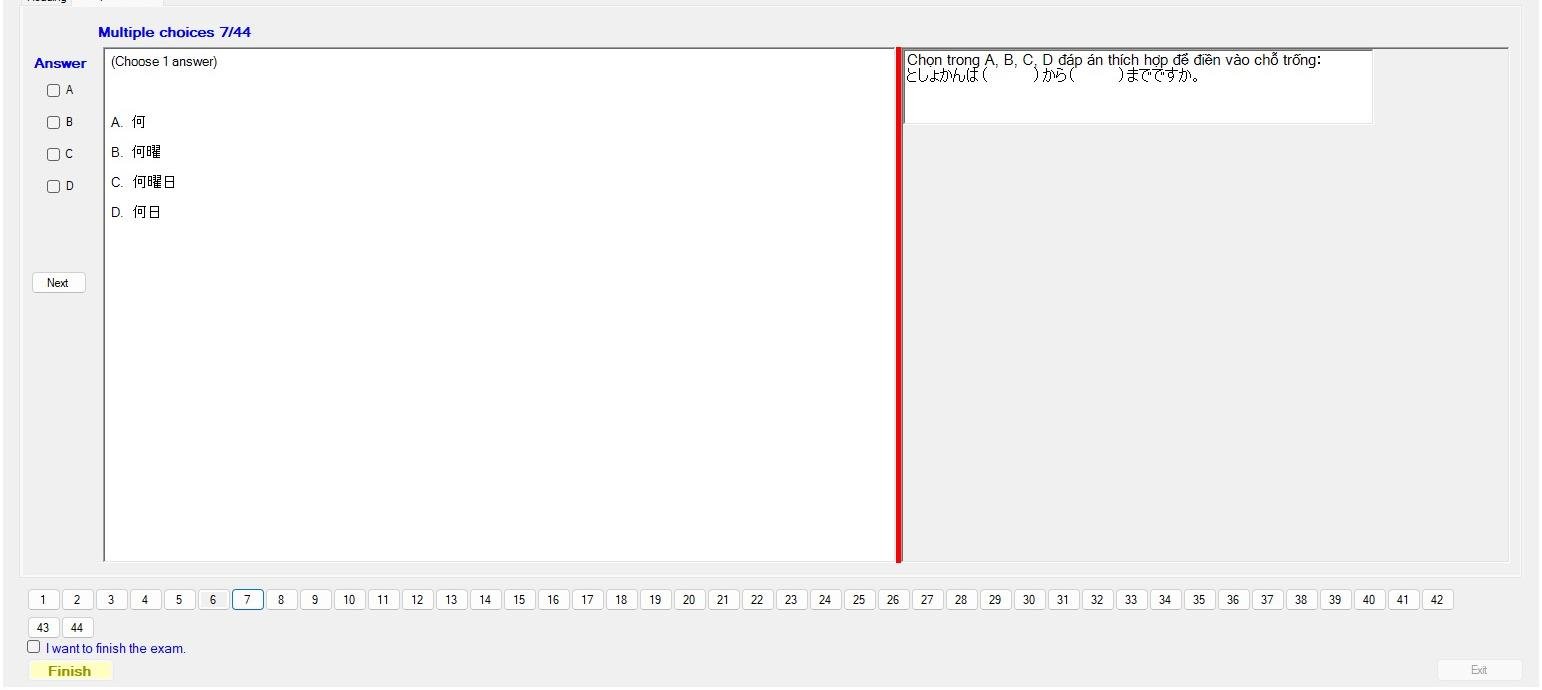 Multiple choices 7/44
Answer
(Choose 1 answer)
A
B
C
D
A. 何
B. 何曜
C. 何曜日
D. 何日
Next
Chọn trong A, B, C, D đáp án thích hợp để điền vào chỗ trống:
としょかんは(　　　)から(　　　)までですか。
1 2 3 4 5 6 7 8 9 10 11 12 13 14 15 16 17 18 19 20 21 22 23 24 25 26 27 28 29 30 31 32 33 34 35 36 37 38 39 40 41 42
43 44
I want to finish the exam.
Finish
Exit